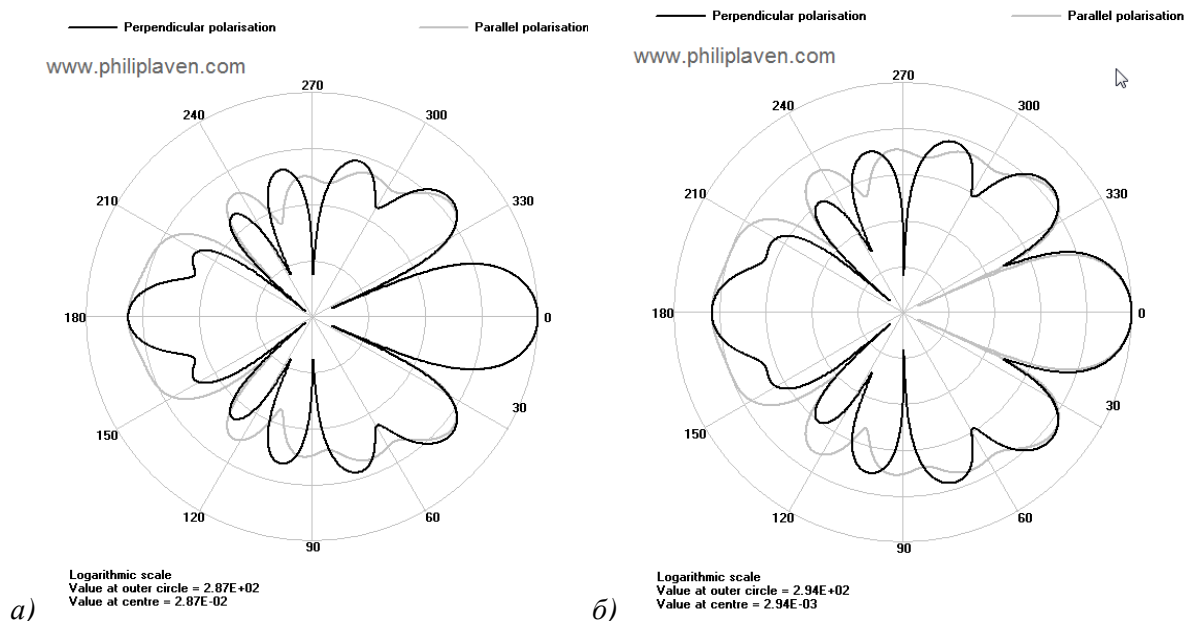 Perpendicular polarisation Parallel polarisation
www.philiplaven.com
270
240 300
210 330
180 0
150 30
120 60
90
Logarithmic scale
Value at outer circle = 2.87E+02
Value at centre = 2.87E-02
а)
Perpendicular polarisation Parallel polarisation
www.philiplaven.com
270
240 300
210 330
180 0
150 30
120 60
90
Logarithmic scale
Value at outer circle = 2.94E+02
Value at centre = 2.94E-03
б)